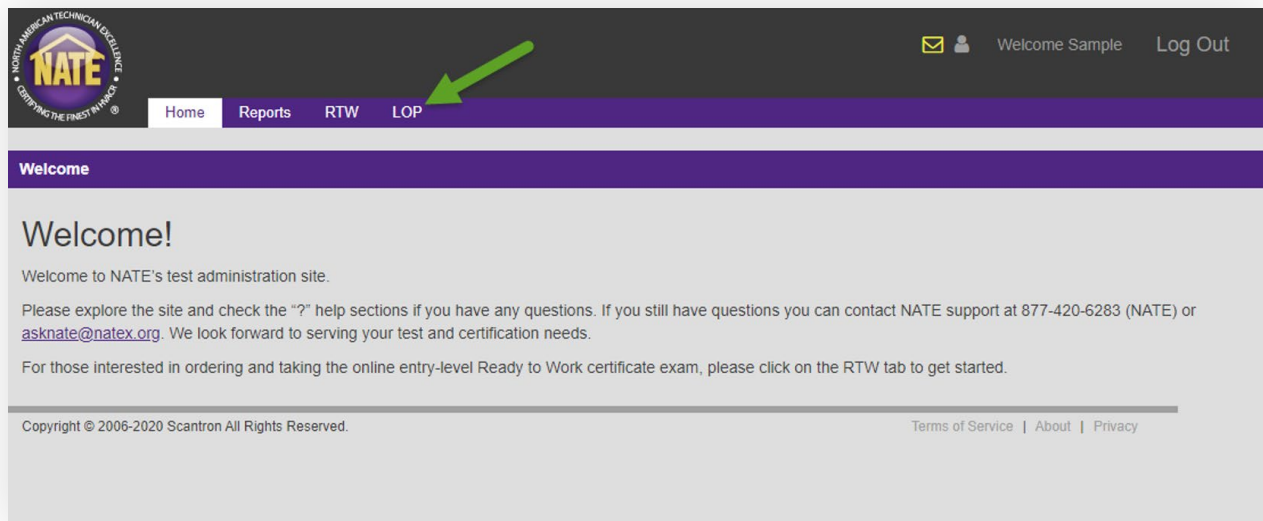 NORTH AMERICAN TECHNICIAN EXCELLENCE
NATE
CERTIFYING THE FINEST IN HVACR
®
Welcome Sample Log Out
Home Reports RTW LOP
Welcome
Welcome!
Welcome to NATE's test administration site.
Please explore the site and check the “?” help sections if you have any questions. If you still have questions you can contact NATE support at 877-420-6283 (NATE) or
asknate@natex.org. We look forward to serving your test and certification needs.
For those interested in ordering and taking the online entry-level Ready to Work certificate exam, please click on the RTW tab to get started.
Copyright © 2006-2020 Scantron All Rights Reserved. Terms of Service | About | Privacy